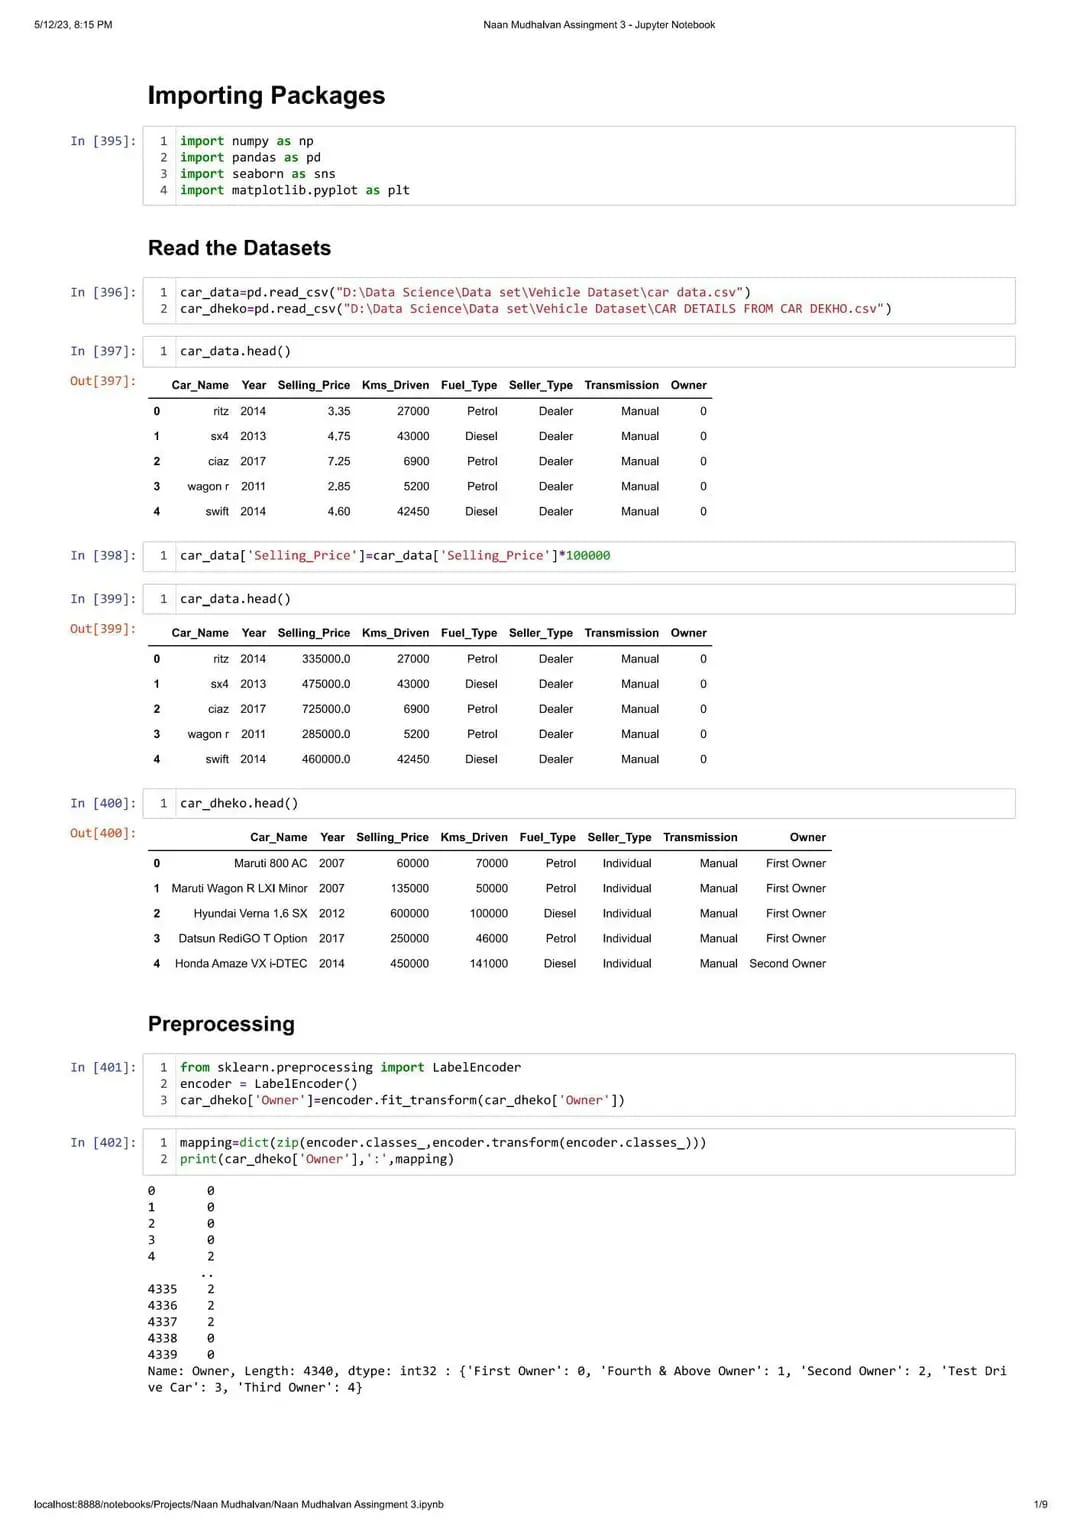 5/12/23, 8:15 PM Naan Mudhalvan Assingment 3 - Jupyter Notebook
Importing Packages
In [395]: 1 import numpy as np
2 import pandas as pd
3 import seaborn as sns
4 import matplotlib.pyplot as plt
Read the Datasets
In [396]: 1 car_data=pd.read_csv("D:\Data Science\Data set\Vehicle Dataset\car data.csv")
2 car_dheko=pd.read_csv("D:\Data Science\Data set\Vehicle Dataset\CAR DETAILS FROM CAR DEKHO.csv")
In [397]: 1 car_data.head()
Out[397]: Car_Name Year Selling_Price Kms_Driven Fuel_Type Seller_Type Transmission Owner
0 ritz 2014 3.35 27000 Petrol Dealer Manual 0
1 sx4 2013 4.75 43000 Diesel Dealer Manual 0
2 ciaz 2017 7.25 6900 Petrol Dealer Manual 0
3 wagon r 2011 2.85 5200 Petrol Dealer Manual 0
4 swift 2014 4.60 42450 Diesel Dealer Manual 0
In [398]: 1 car_data['Selling_Price']=car_data['Selling_Price']*100000
In [399]: 1 car_data.head()
Out[399]: Car_Name Year Selling_Price Kms_Driven Fuel_Type Seller_Type Transmission Owner
0 ritz 2014 335000.0 27000 Petrol Dealer Manual 0
1 sx4 2013 475000.0 43000 Diesel Dealer Manual 0
2 ciaz 2017 725000.0 6900 Petrol Dealer Manual 0
3 wagon r 2011 285000.0 5200 Petrol Dealer Manual 0
4 swift 2014 460000.0 42450 Diesel Dealer Manual 0
In [400]: 1 car_dheko.head()
Out[400]: Car_Name Year Selling_Price Kms_Driven Fuel_Type Seller_Type Transmission Owner
0 Maruti 800 AC 2007 60000 70000 Petrol Individual Manual First Owner
1 Maruti Wagon R LXI Minor 2007 135000 50000 Petrol Individual Manual First Owner
2 Hyundai Verna 1.6 SX 2012 600000 100000 Diesel Individual Manual First Owner
3 Datsun RediGO T Option 2017 250000 46000 Petrol Individual Manual First Owner
4 Honda Amaze VX i-DTEC 2014 450000 141000 Diesel Individual Manual Second Owner
Preprocessing
In [401]: 1 from sklearn.preprocessing import LabelEncoder
2 encoder = LabelEncoder()
3 car_dheko['Owner']=encoder.fit_transform(car_dheko['Owner'])
In [402]: 1 mapping=dict(zip(encoder.classes_,encoder.transform(encoder.classes_)))
2 print(car_dheko['Owner'],':',mapping)
0 0
1 0
2 0
3 0
4 2
..
4335 2
4336 2
4337 2
4338 0
4339 0
Name: Owner, Length: 4340, dtype: int32 : {'First Owner': 0, 'Fourth & Above Owner': 1, 'Second Owner': 2, 'Test Dri
ve Car': 3, 'Third Owner': 4}
localhost:8888/notebooks/Projects/Naan Mudhalvan/Naan Mudhalvan Assingment 3.ipynb 1/9